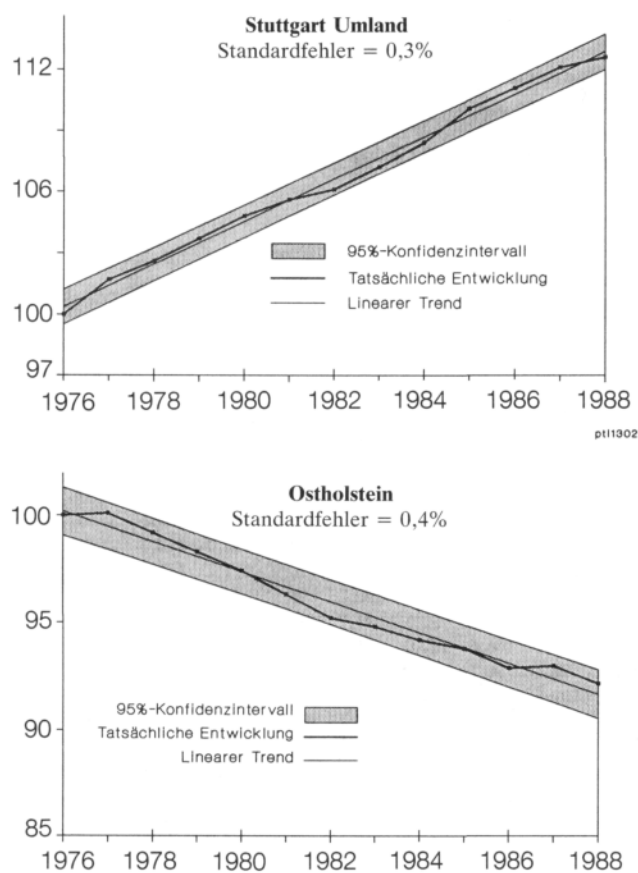 Stuttgart Umland
Standardfehler = 0,3%
112
106
100
97
95%-Konfidenzintervall
Tatsächliche Entwicklung
Linearer Trend
1976 1978 1980 1982 1984 1986 1988
ptl1302
Ostholstein
Standardfehler = 0,4%
100
95
90
85
95%-Konfidenzintervall
Tatsächliche Entwicklung
Linearer Trend
1976 1978 1980 1982 1984 1986 1988